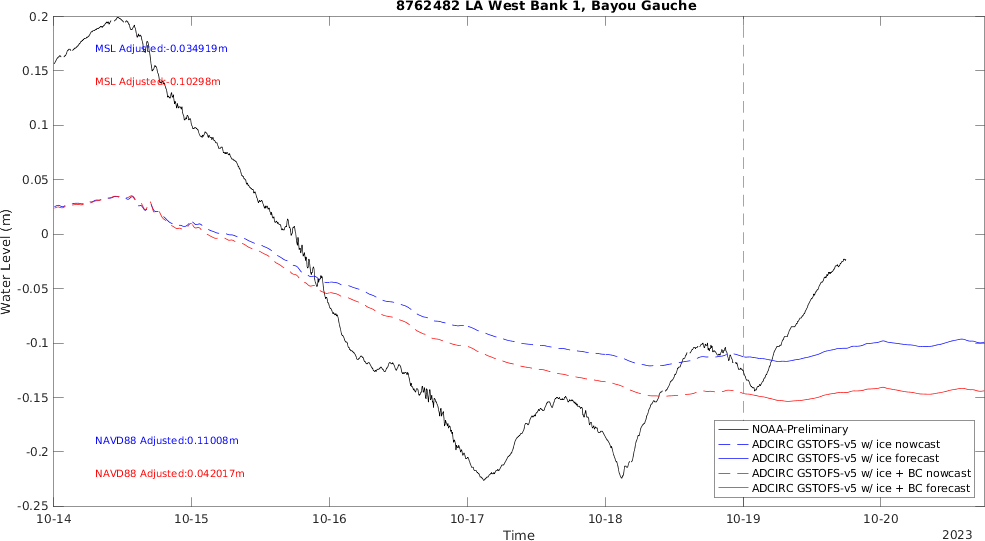 8762482 LA West Bank 1, Bayou Gauche
MSL Adjusted:-0.034919m
MSL Adjusted:-0.10298m
NAVD88 Adjusted:0.11008m
NAVD88 Adjusted:0.042017m
Water Level (m)
0.2
0.15
0.1
0.05
0
-0.05
-0.1
-0.15
-0.2
-0.25
NOAA-Preliminary
ADCIRC GSTOFS-v5 w/ ice nowcast
ADCIRC GSTOFS-v5 w/ ice forecast
ADCIRC GSTOFS-v5 w/ ice + BC nowcast
ADCIRC GSTOFS-v5 w/ ice + BC forecast
10-14 10-15 10-16 10-17 10-18 10-19 10-20
Time
2023